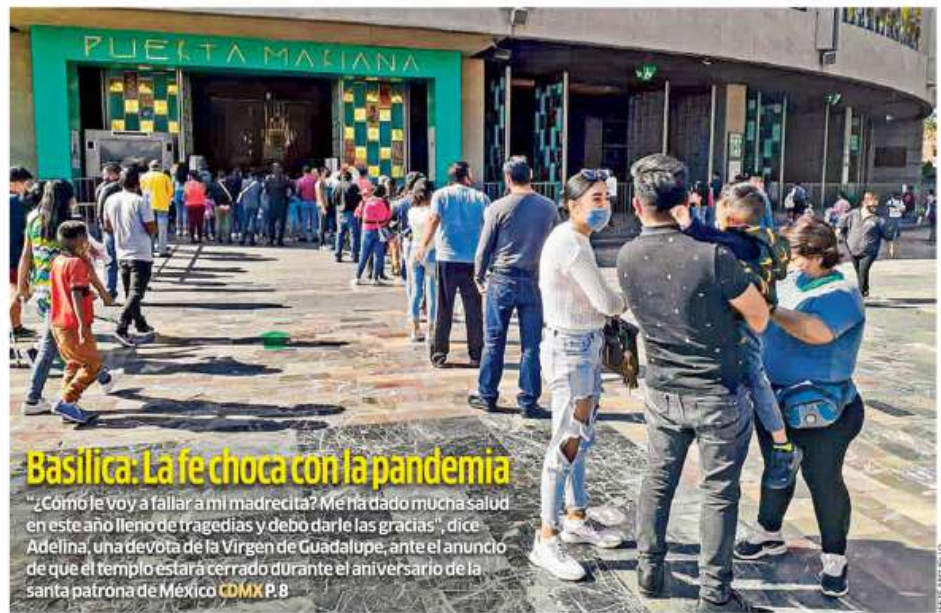 PUERTA MARIANA
Basílica: La fe choca con la pandemia
"¿Cómo le voy a fallar a mi madrecita? Me ha dado mucha salud
en este año lleno de tragedias y debo darle las gracias", dice
Adelina, una devota de la Virgen de Guadalupe, ante el anuncio
de que el templo estará cerrado durante el aniversario de la
santa patrona de México CDMX P. 8